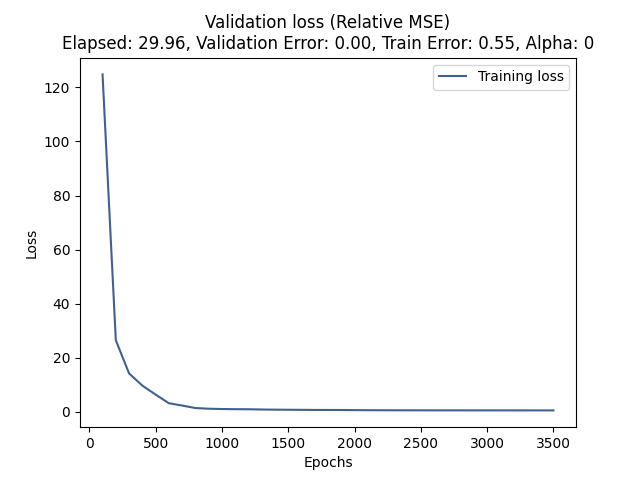 Validation loss (Relative MSE)
Elapsed: 29.96, Validation Error: 0.00, Train Error: 0.55, Alpha: 0
Training loss
120
100
80
60
40
20
0
Loss
0 500 1000 1500 2000 2500 3000 3500
Epochs